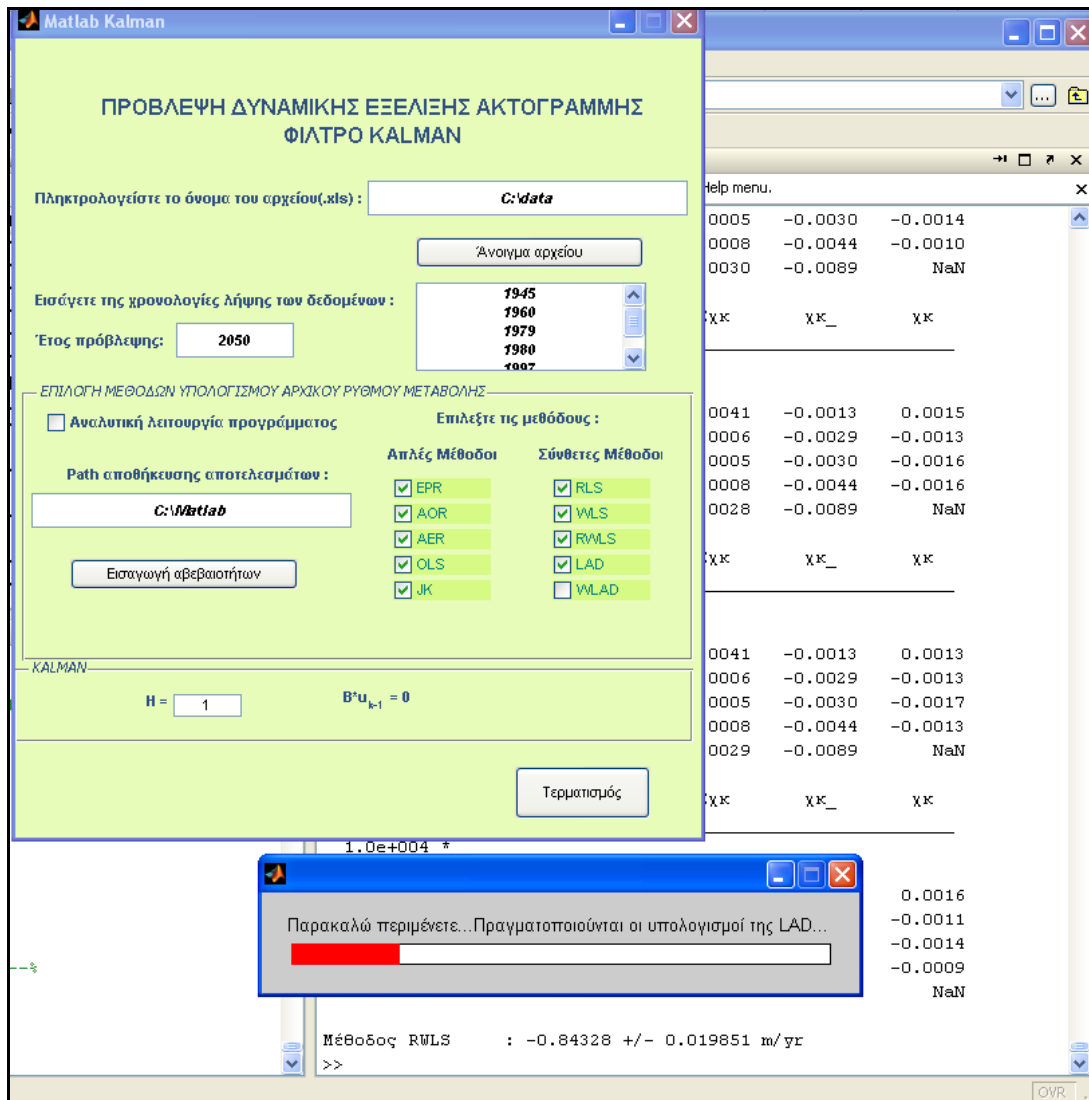 Matlab Kalman
ΠΡΟΒΛΕΨΗ ΔΥΝΑΜΙΚΗΣ ΕΞΕΛΙΞΗΣ ΑΚΤΟΓΡΑΜΜΗΣ
ΦΙΛΤΡΟ KALMAN
Πληκτρολογείστε το όνομα του αρχείου(.xls) :
C:\data
Άνοιγμα αρχείου
Εισάγετε της χρονολογίες λήψης των δεδομένων :
1945
1960
1979
1980
1997
Έτος πρόβλεψης:
2050
ΕΠΙΛΟΓΗ ΜΕΘΟΔΩΝ ΥΠΟΛΟΓΙΣΜΟΥ ΑΡΧΙΚΟΥ ΡΥΘΜΟΥ ΜΕΤΑΒΟΛΗΣ
Αναλυτική λειτουργία προγράμματος
Επιλεξτε τις μεθόδους :
Απλές Μέθοδοι
Σύνθετες Μέθοδοι
Path αποθήκευσης αποτελεσμάτων :
C:\Matlab
Εισαγωγή αβεβαιοτήτων
EPR
AOR
AER
OLS
JK
RLS
WLS
RWLS
LAD
WLAD
KALMAN
H =
1
B*u k-1 = 0
Τερματισμός
...
Help menu.
0005 -0.0030 -0.0014
0008 -0.0044 -0.0010
0030 -0.0089 NaN
χκ χκ_ χκ
0041 -0.0013 0.0015
0006 -0.0029 -0.0013
0005 -0.0030 -0.0016
0008 -0.0044 -0.0016
0028 -0.0089 NaN
χκ χκ_ χκ
0041 -0.0013 0.0013
0006 -0.0029 -0.0013
0005 -0.0030 -0.0017
0008 -0.0044 -0.0013
0029 -0.0089 NaN
χκ χκ_ χκ
1.0e+004 *
0.0016
-0.0011
-0.0014
-0.0009
NaN
Παρακαλώ περιμένετε...Πραγματοποιούνται οι υπολογισμοί της LAD...
--%
Μέθοδος RWLS : -0.84328 +/- 0.019851 m/yr
>>
OVR